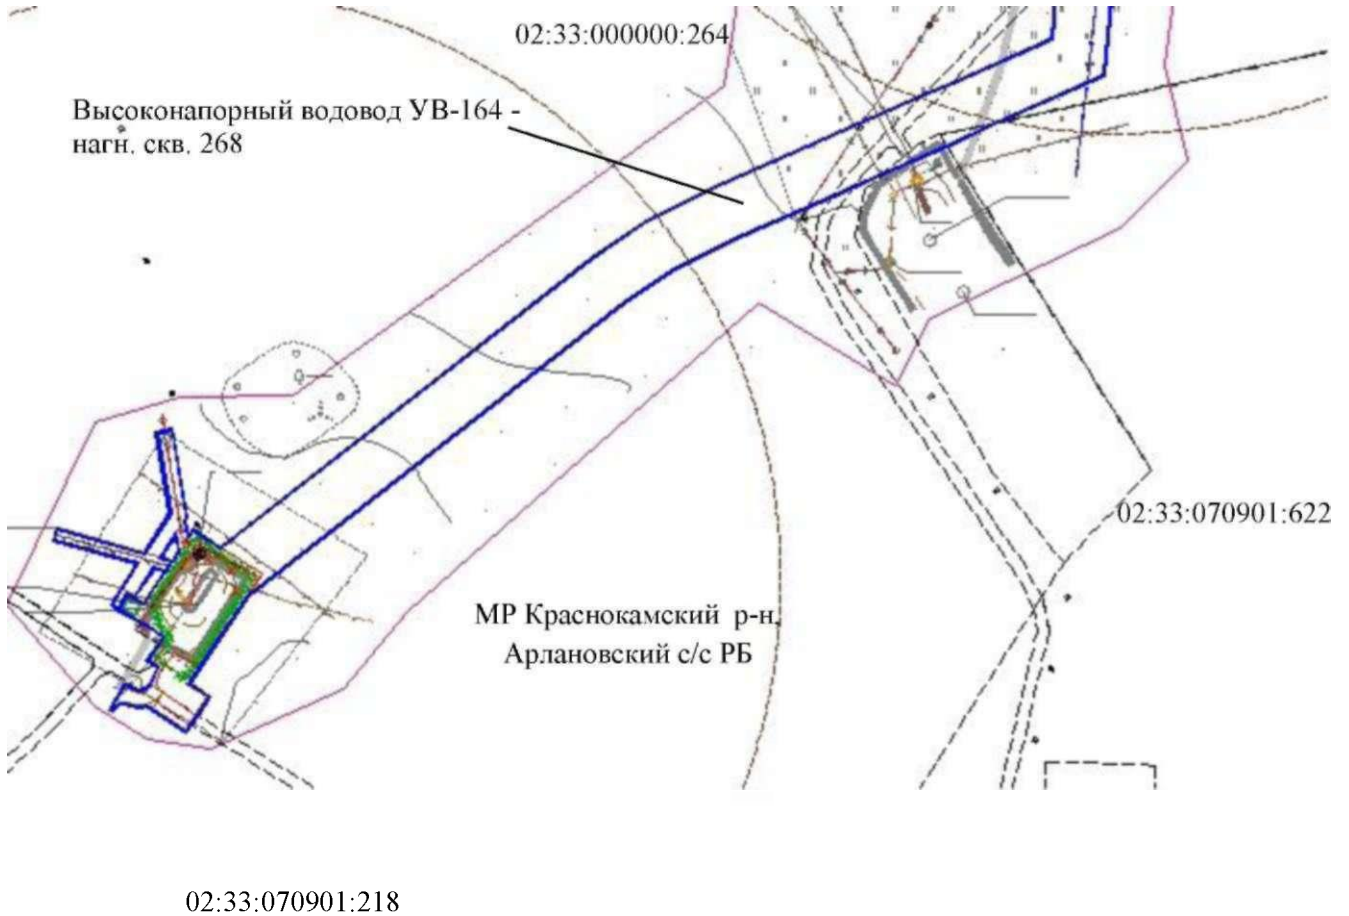 02:33:000000:264
Высоконапорный водовод УВ-164 -
нагн. скв. 268
02:33:070901:622
МР Краснокамский р-н,
Арлановский с/с РБ
02:33:070901:218